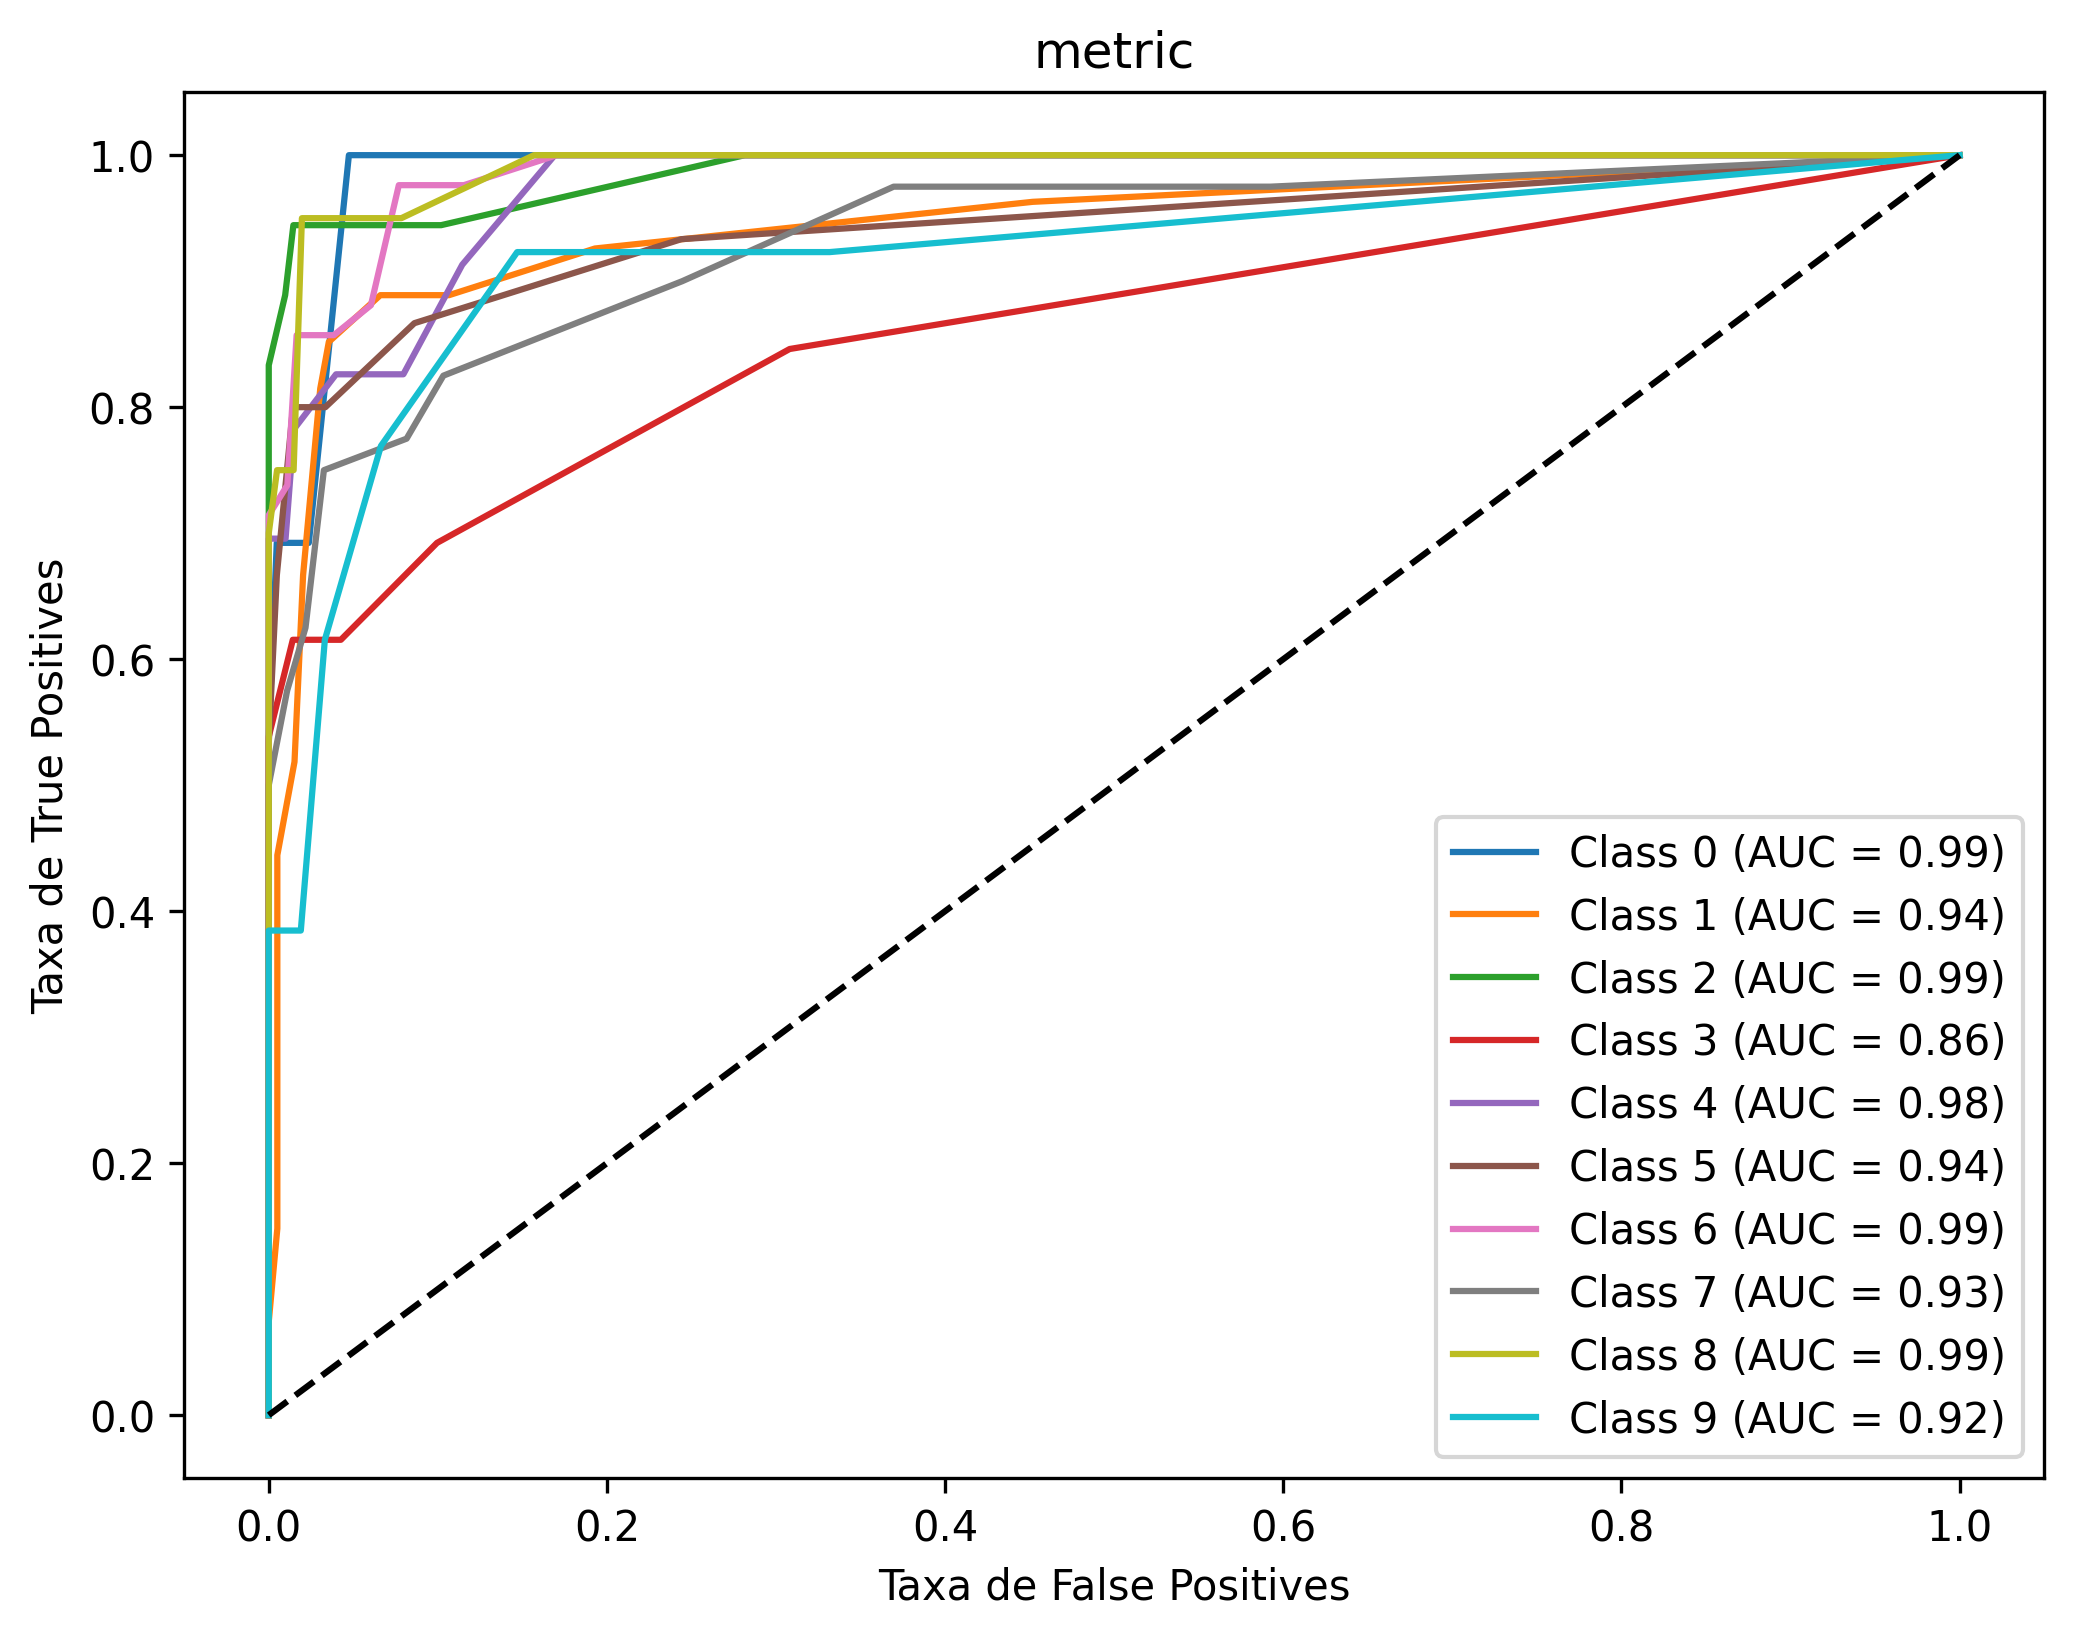 metric
Taxa de True Positives
1.0
0.8
0.6
0.4
0.2
0.0
Class 0 (AUC = 0.99)
Class 1 (AUC = 0.94)
Class 2 (AUC = 0.99)
Class 3 (AUC = 0.86)
Class 4 (AUC = 0.98)
Class 5 (AUC = 0.94)
Class 6 (AUC = 0.99)
Class 7 (AUC = 0.93)
Class 8 (AUC = 0.99)
Class 9 (AUC = 0.92)
0.0 0.2 0.4 0.6 0.8 1.0
Taxa de False Positives